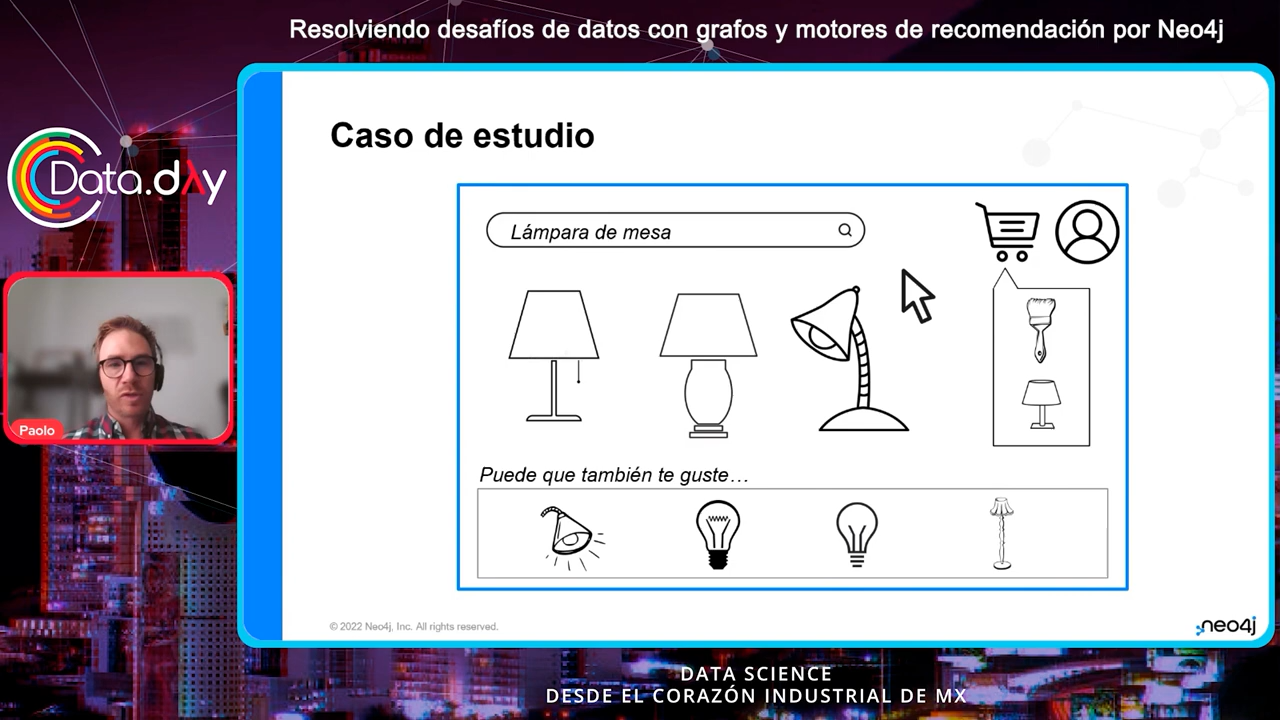 Resolviendo desafíos de datos con grafos y motores de recomendación por Neo4j
Data.day
Caso de estudio
Lámpara de mesa
Puede que también te guste…
Paolo
© 2022 Neo4j, Inc. All rights reserved.
neo4j
DATA SCIENCE
DESDE EL CORAZÓN INDUSTRIAL DE MX